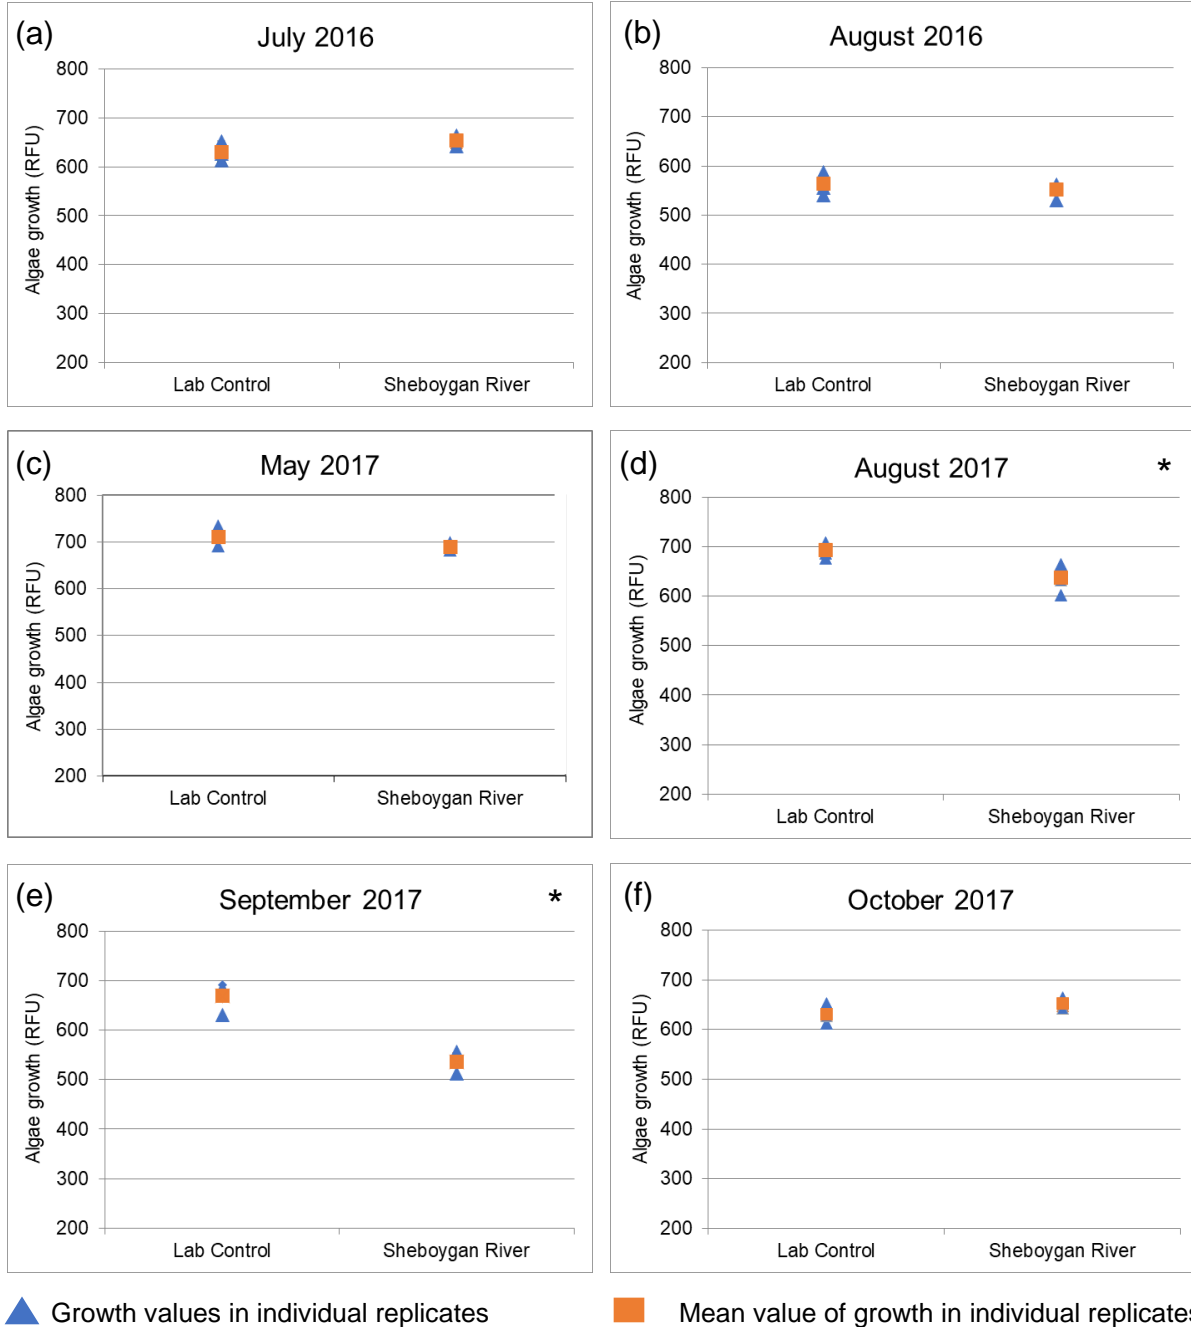 (a)
July 2016
800
700
600
500
400
300
200
Algae growth (RFU)
Lab Control
Sheboygan River
(b)
August 2016
800
700
600
500
400
300
200
Algae growth (RFU)
Lab Control
Sheboygan River
(c)
May 2017
800
700
600
500
400
300
200
Algae growth (RFU)
Lab Control
Sheboygan River
(d)
August 2017 *
800
700
600
500
400
300
200
Algae growth (RFU)
Lab Control
Sheboygan River
(e)
September 2017 *
800
700
600
500
400
300
200
Algae growth (RFU)
Lab Control
Sheboygan River
(f)
October 2017
800
700
600
500
400
300
200
Algae growth (RFU)
Lab Control
Sheboygan River
Growth values in individual replicates
Mean value of growth in individual replicates